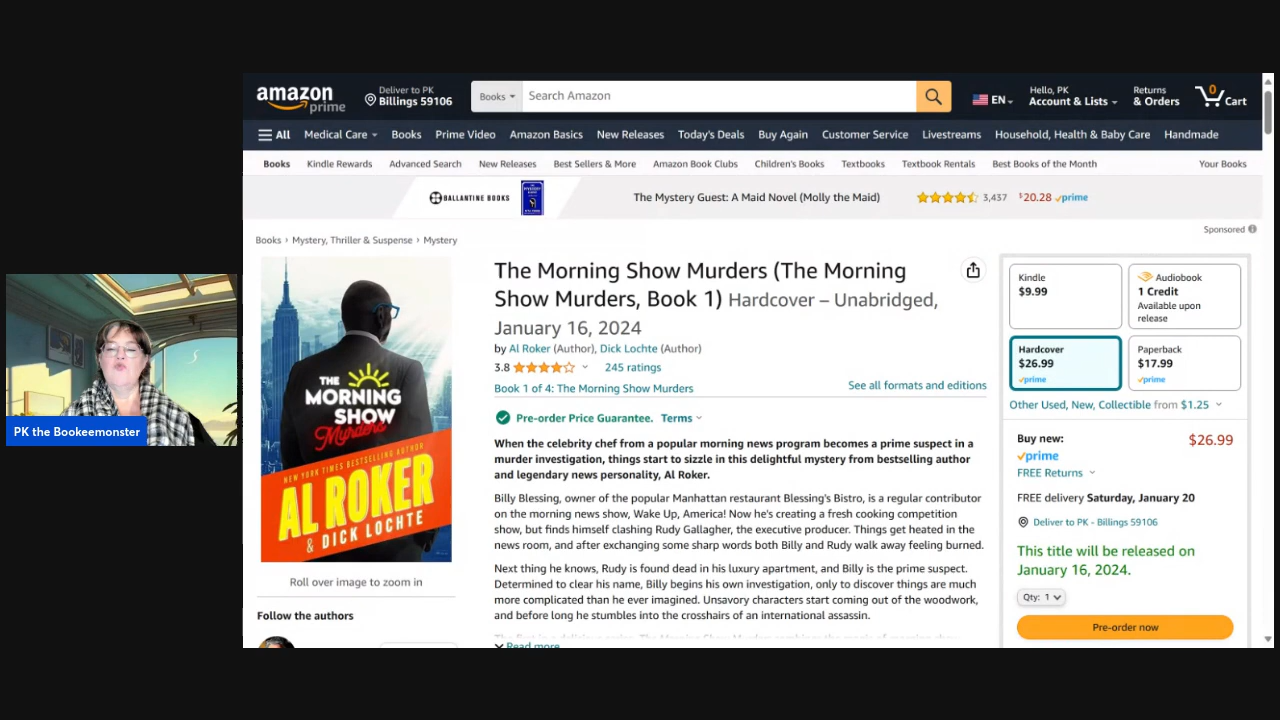 amazon
prime
Deliver to PK
Billings 59106
Books
Search Amazon
EN
Hello, PK
Account & Lists
Returns
& Orders
0
Cart
All
Medical Care
Books
Prime Video
Amazon Basics
New Releases
Today's Deals
Buy Again
Customer Service
Livestreams
Household, Health & Baby Care
Handmade
Books
Kindle Rewards
Advanced Search
New Releases
Best Sellers & More
Amazon Book Clubs
Children's Books
Textbooks
Textbook Rentals
Best Books of the Month
Your Books
BALLANTINE BOOKS
The Mystery Guest: A Maid Novel (Molly the Maid)
3,437
$20.28 prime
Sponsored
Books › Mystery, Thriller & Suspense › Mystery
THE
MORNING
SHOW
Murders
NEW YORK TIMES BESTSELLING AUTHOR
AL ROKER
& DICK LOCHTE
Roll over image to zoom in
Follow the authors
The Morning Show Murders (The Morning
Show Murders, Book 1) Hardcover – Unabridged,
January 16, 2024
by Al Roker (Author), Dick Lochte (Author)
3.8
245 ratings
Book 1 of 4: The Morning Show Murders
See all formats and editions
Pre-order Price Guarantee. Terms
When the celebrity chef from a popular morning news program becomes a prime suspect in a
murder investigation, things start to sizzle in this delightful mystery from bestselling author
and legendary news personality, Al Roker.
Billy Blessing, owner of the popular Manhattan restaurant Blessing's Bistro, is a regular contributor
on the morning news show, Wake Up, America! Now he's creating a fresh cooking competition
show, but finds himself clashing Rudy Gallagher, the executive producer. Things get heated in the
news room, and after exchanging some sharp words both Billy and Rudy walk away feeling burned.
Next thing he knows, Rudy is found dead in his luxury apartment, and Billy is the prime suspect.
Determined to clear his name, Billy begins his own investigation, only to discover things are much
more complicated than he ever imagined. Unsavory characters start coming out of the woodwork,
and before long he stumbles into the crosshairs of an international assassin.
Read more
Kindle
$9.99
Audiobook
1 Credit
Available upon
release
Hardcover
$26.99
prime
Paperback
$17.99
prime
Other Used, New, Collectible from $1.25
Buy new:
$26.99
prime
FREE Returns
FREE delivery Saturday, January 20
Deliver to PK - Billings 59106
This title will be released on
January 16, 2024.
Qty: 1
Pre-order now
PK the Bookeemonster